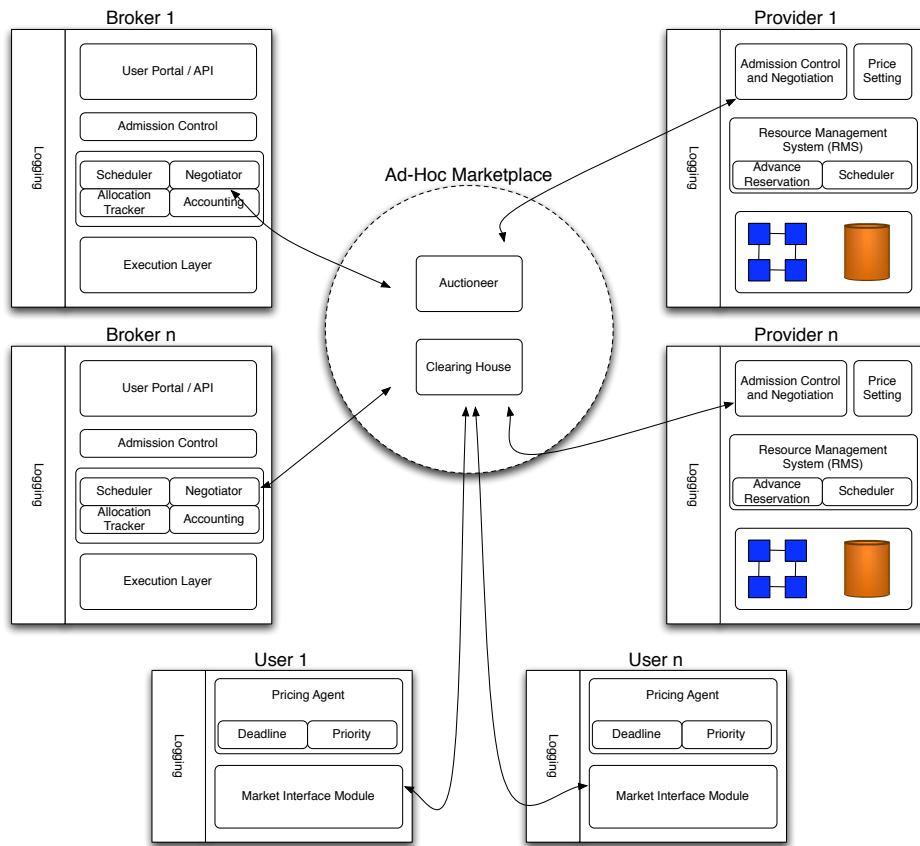 Broker 1
Logging
User Portal / API
Admission Control
Scheduler
Negotiator
Allocation
Tracker
Accounting
Execution Layer
Broker n
Logging
User Portal / API
Admission Control
Scheduler
Negotiator
Allocation
Tracker
Accounting
Execution Layer
Ad-Hoc Marketplace
Auctioneer
Clearing House
Provider 1
Logging
Admission Control
and Negotiation
Price
Setting
Resource Management
System (RMS)
Advance
Reservation
Scheduler
Provider n
Logging
Admission Control
and Negotiation
Price
Setting
Resource Management
System (RMS)
Advance
Reservation
Scheduler
User 1
Logging
Pricing Agent
Deadline
Priority
Market Interface Module
User n
Logging
Pricing Agent
Deadline
Priority
Market Interface Module